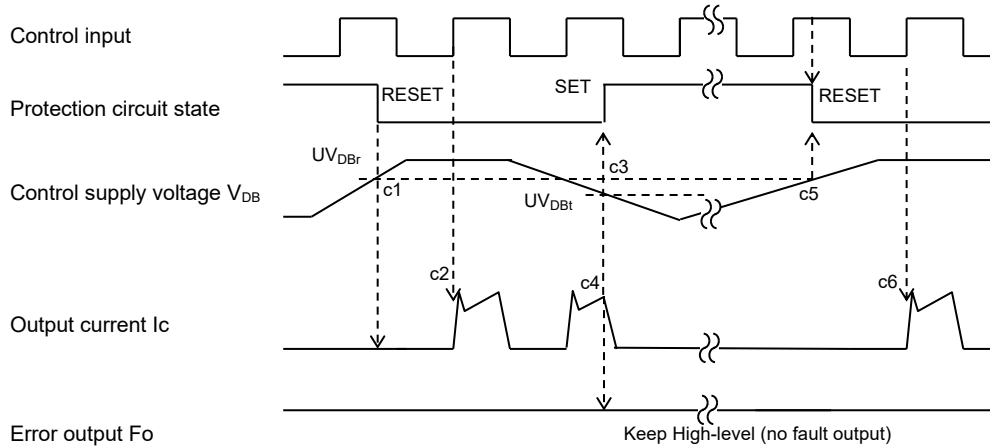 Control input
Protection circuit state
RESET
SET
RESET
UVDBr
c1
c3
Control supply voltage VDB
UVDBt
c5
c2
c4
c6
Output current Ic
Error output Fo
Keep High-level (no fault output)